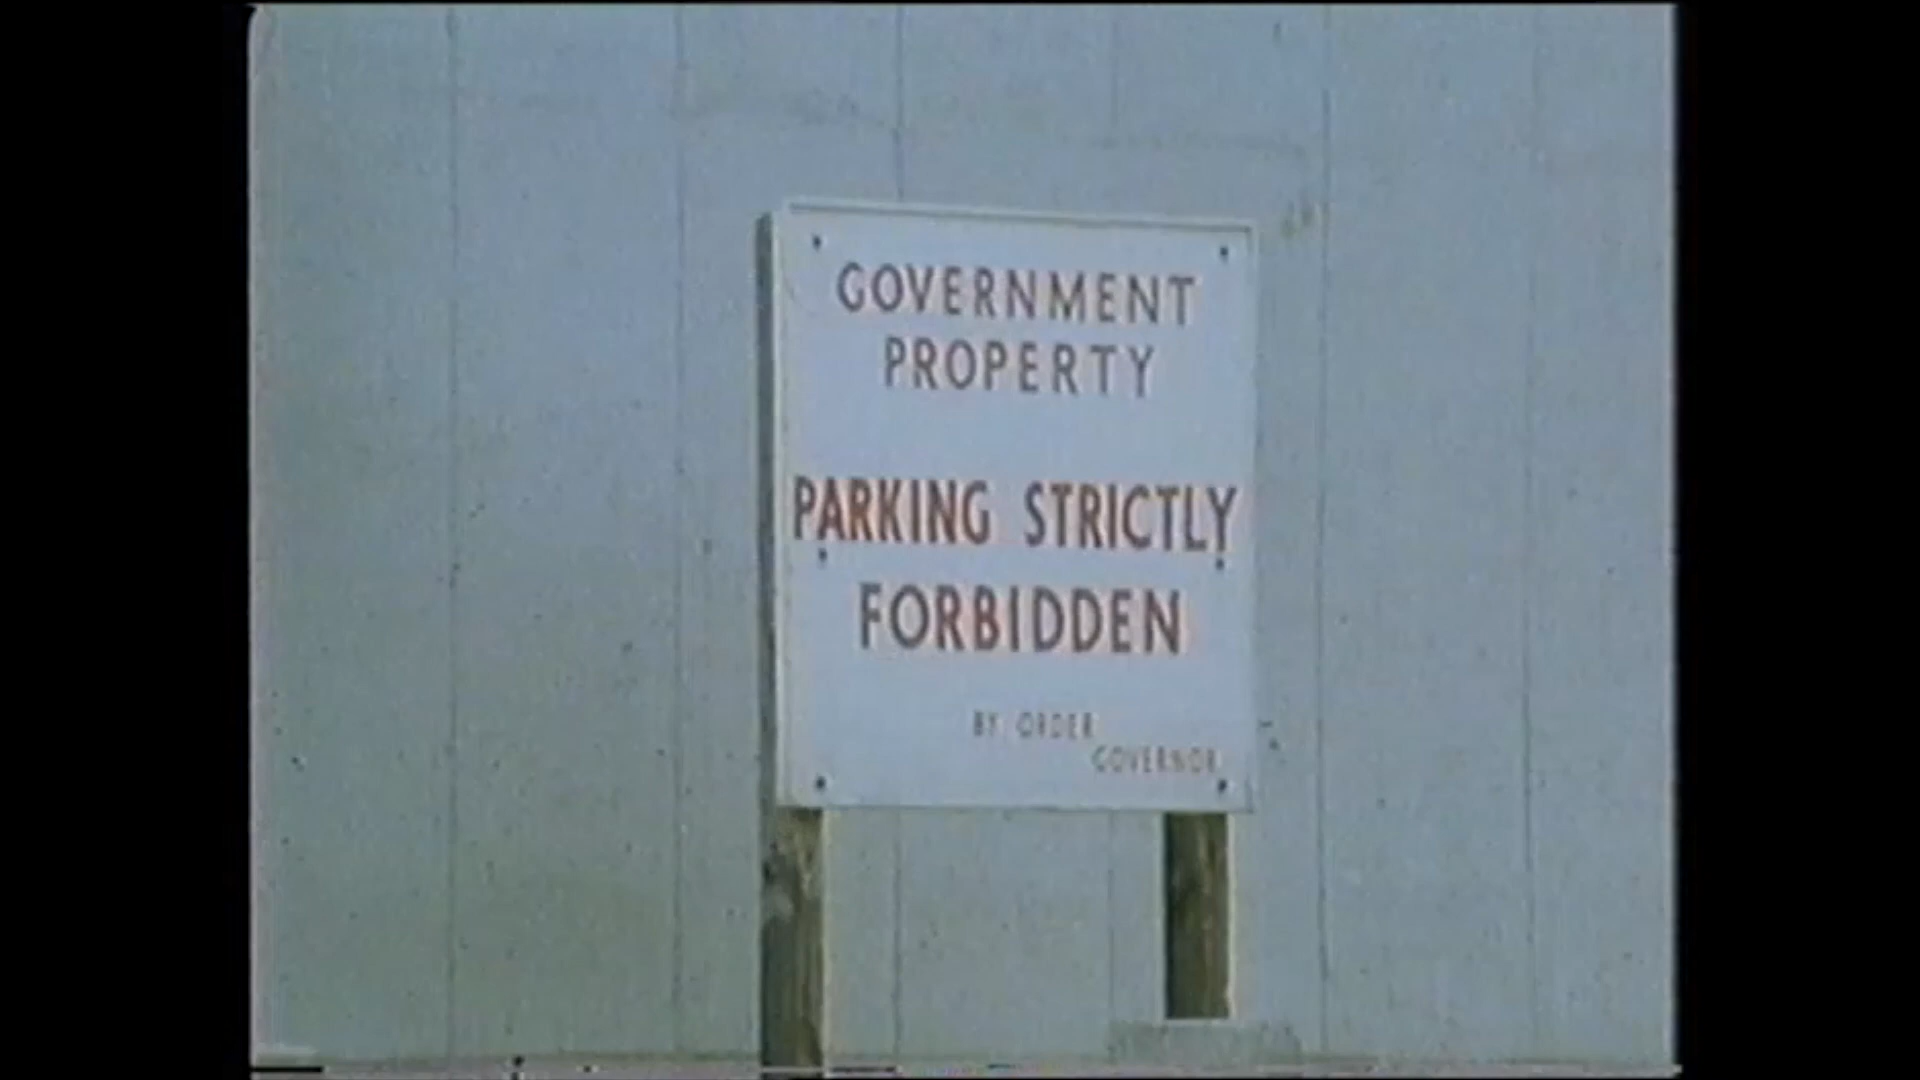 GOVERNMENT
PROPERTY
PARKING STRICTLY
FORBIDDEN
BY ORDER
GOVERNOR